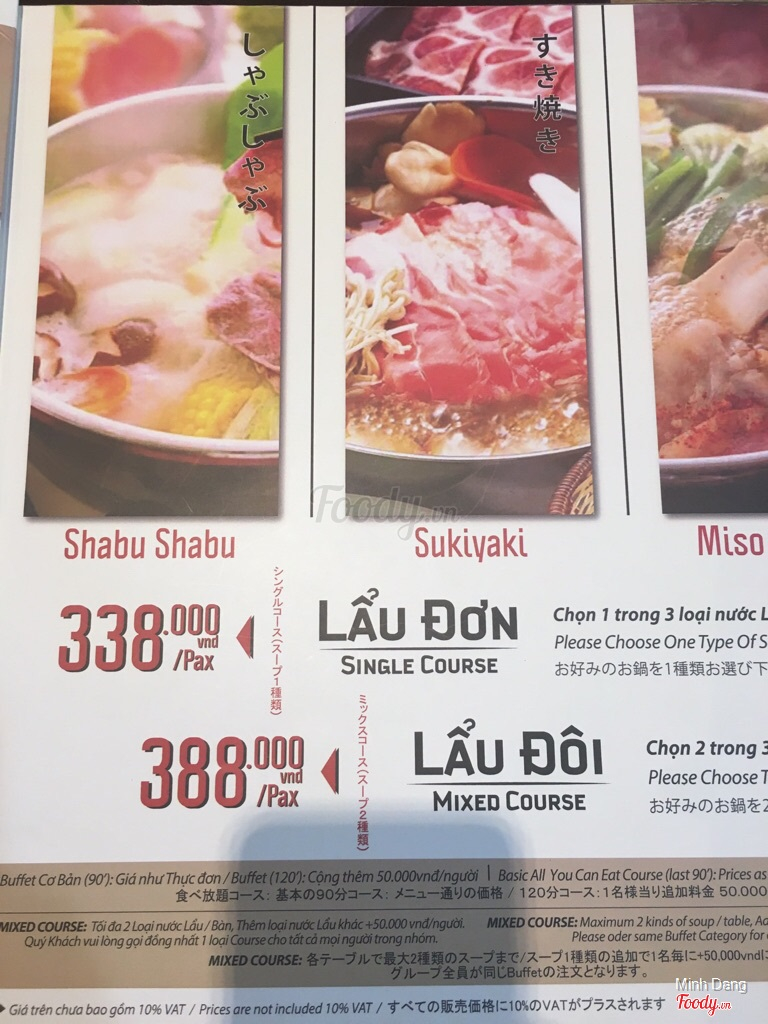 しゃぶしゃぶ
すき焼き
Foody.vn
Shabu Shabu
Sukiyaki
Miso
338.000 vnd /Pax
シングルコース(スープ1種類)
LẨU ĐƠN
SINGLE COURSE
Chọn 1 trong 3 loại nước L
Please Choose One Type Of S
お好みのお鍋を1種類お選び下
388.000 vnd /Pax
ミックスコース(スープ2種類)
LẨU ĐÔI
MIXED COURSE
Chọn 2 trong 3
Please Choose T
お好みのお鍋を2
Buffet Cơ Bản (90'): Giá như Thực đơn / Buffet (120'): Cộng thêm 50.000vnđ/người | Basic All You Can Eat Course (last 90'): Prices as
食べ放題コース: 基本の90分コース: メニュー通りの価格 / 120分コース:1名様当り追加料金 50.000
MIXED COURSE: Tối đa 2 Loại nước Lẩu / Bàn, Thêm loại nước Lẩu khác +50.000 vnđ/người.
Quý Khách vui lòng gọi đồng nhất 1 loại Course cho tất cả mọi người trong nhóm.
MIXED COURSE: Maximum 2 kinds of soup / table, Ad
Please oder same Buffet Category for
MIXED COURSE: 各テーブルで最大2種類のスープまで/スープ1種類の追加で1名毎に+50,000vndに
グループ全員が同じBuffetの注文となります。
Giá trên chưa bao gồm 10% VAT / Prices are not included 10% VAT / すべての販売価格に10%のVATがプラスされます
Minh Dang
Foody.vn